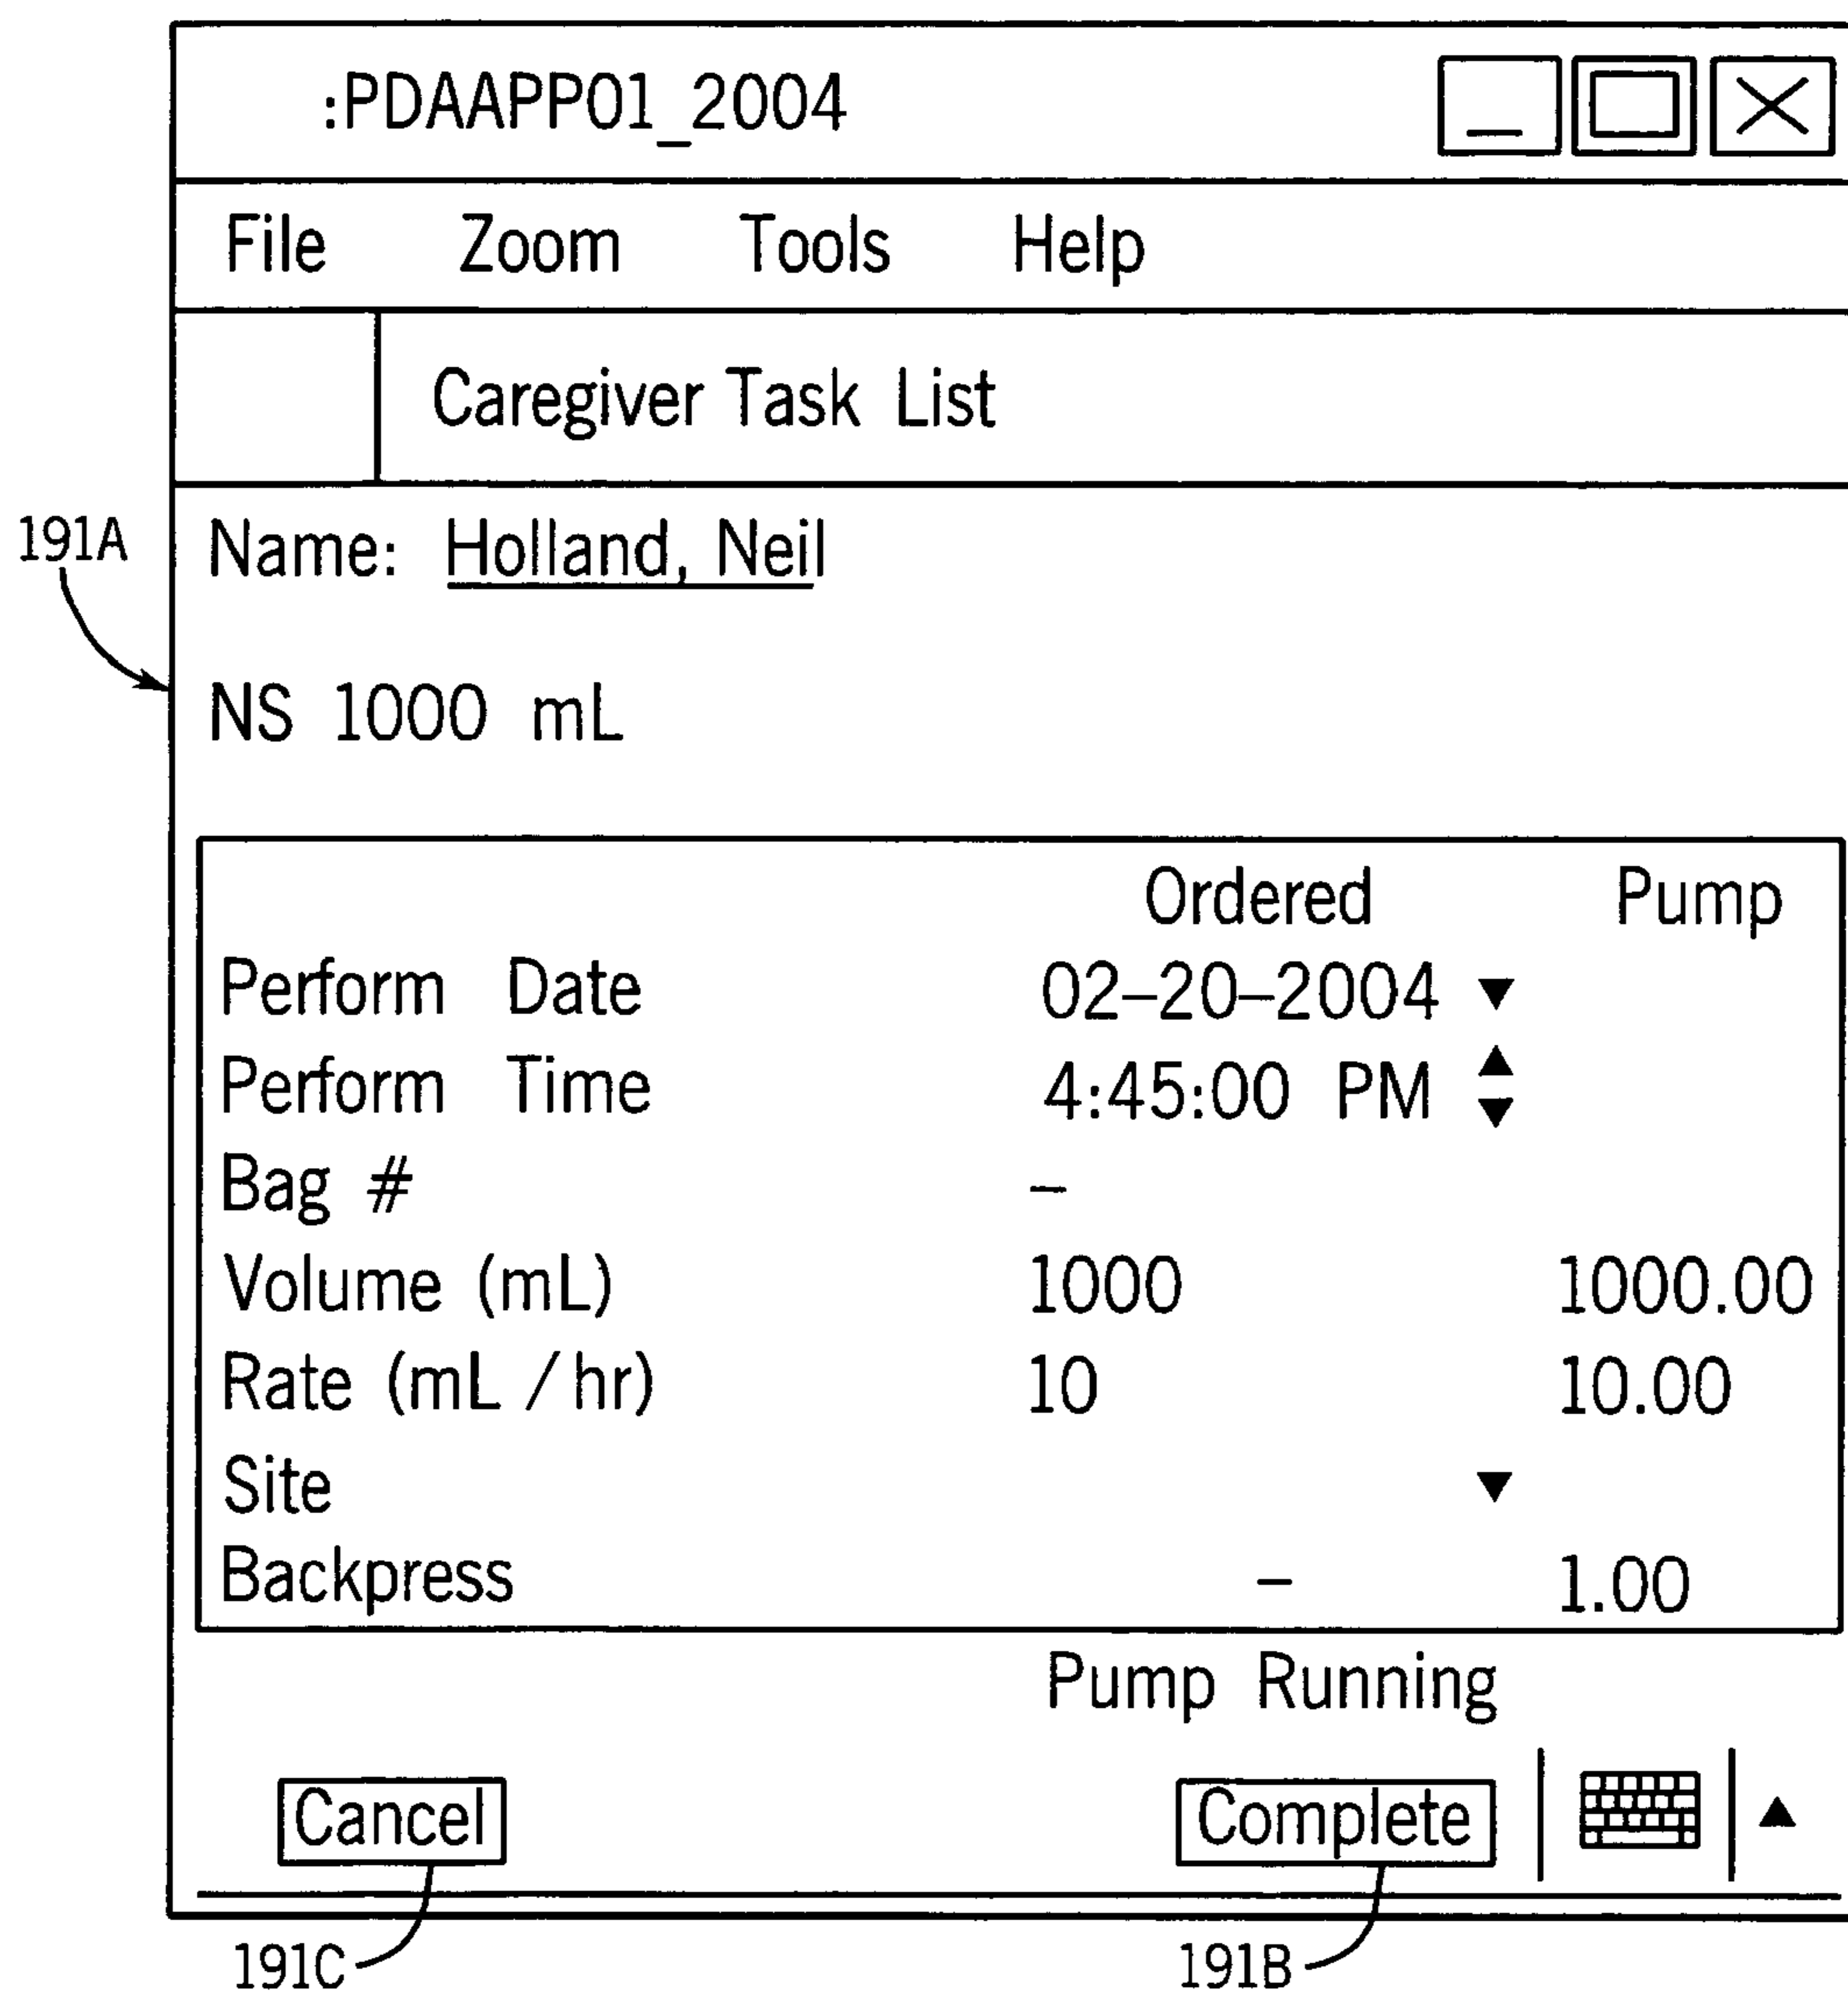 :PDAAPP01_2004
File Zoom Tools Help
Caregiver Task List
191A
Name: Holland, Neil
NS 1000 mL
Ordered Pump
Perform Date 02–20–2004
Perform Time 4:45:00 PM
Bag # –
Volume (mL) 1000 1000.00
Rate (mL / hr) 10 10.00
Site
Backpress – 1.00
Pump Running
Cancel Complete
191C 191B